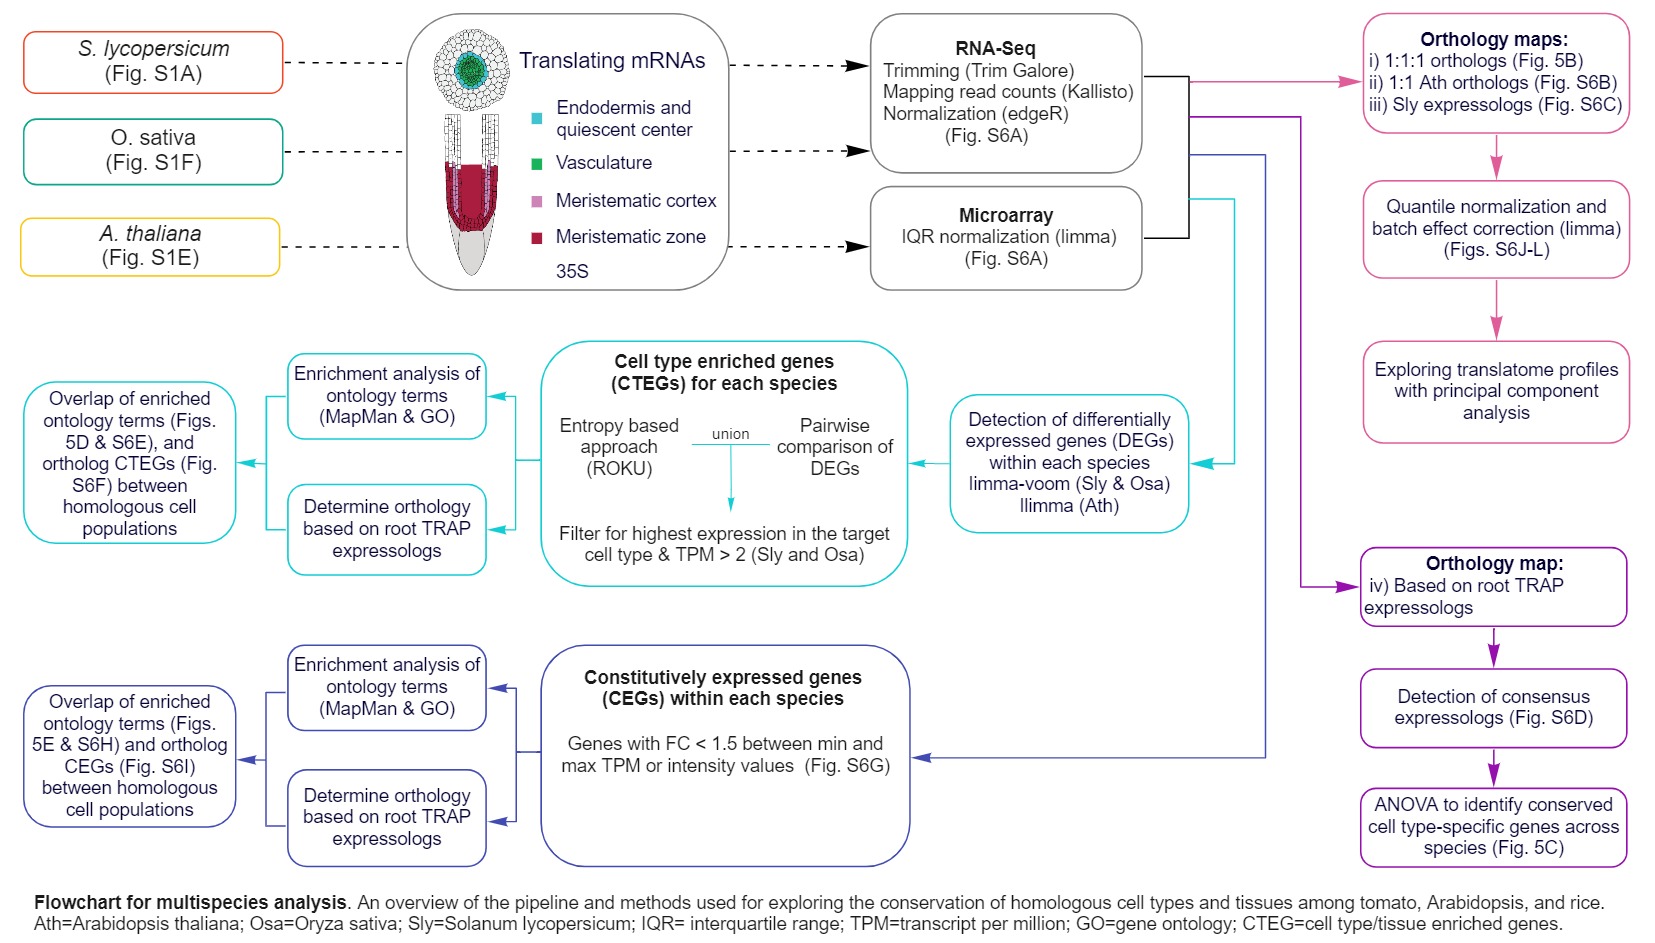 S. lycopersicum
(Fig. S1A)
O. sativa
(Fig. S1F)
A. thaliana
(Fig. S1E)
Translating mRNAs
Endodermis and
quiescent center
Vasculature
Meristematic cortex
Meristematic zone
35S
RNA-Seq
Trimming (Trim Galore)
Mapping read counts (Kallisto)
Normalization (edgeR)
(Fig. S6A)
Microarray
IQR normalization (limma)
(Fig. S6A)
Orthology maps:
i) 1:1:1 orthologs (Fig. 5B)
ii) 1:1 Ath orthologs (Fig. S6B)
iii) Sly expressologs (Fig. S6C)
Quantile normalization and
batch effect correction (limma)
(Figs. S6J-L)
Exploring translatome profiles
with principal component
analysis
Overlap of enriched
ontology terms (Figs.
5D & S6E), and
ortholog CTEGs (Fig.
S6F) between
homologous cell
populations
Enrichment analysis of
ontology terms
(MapMan & GO)
Determine orthology
based on root TRAP
expressologs
Cell type enriched genes
(CTEGs) for each species
Entropy based
approach
(ROKU)
union
Pairwise
comparison of
DEGs
Filter for highest expression in the target
cell type & TPM > 2 (Sly and Osa)
Detection of differentially
expressed genes (DEGs)
within each species
limma-voom (Sly & Osa)
llimma (Ath)
Orthology map:
iv) Based on root TRAP
expressologs
Detection of consensus
expressologs (Fig. S6D)
ANOVA to identify conserved
cell type-specific genes across
species (Fig. 5C)
Overlap of enriched
ontology terms (Figs.
5E & S6H) and ortholog
CEGs (Fig. S6I)
between homologous
cell populations
Enrichment analysis of
ontology terms
(MapMan & GO)
Determine orthology
based on root TRAP
expressologs
Constitutively expressed genes
(CEGs) within each species
Genes with FC < 1.5 between min and
max TPM or intensity values (Fig. S6G)
Flowchart for multispecies analysis. An overview of the pipeline and methods used for exploring the conservation of homologous cell types and tissues among tomato, Arabidopsis, and rice.
Ath=Arabidopsis thaliana; Osa=Oryza sativa; Sly=Solanum lycopersicum; IQR= interquartile range; TPM=transcript per million; GO=gene ontology; CTEG=cell type/tissue enriched genes.